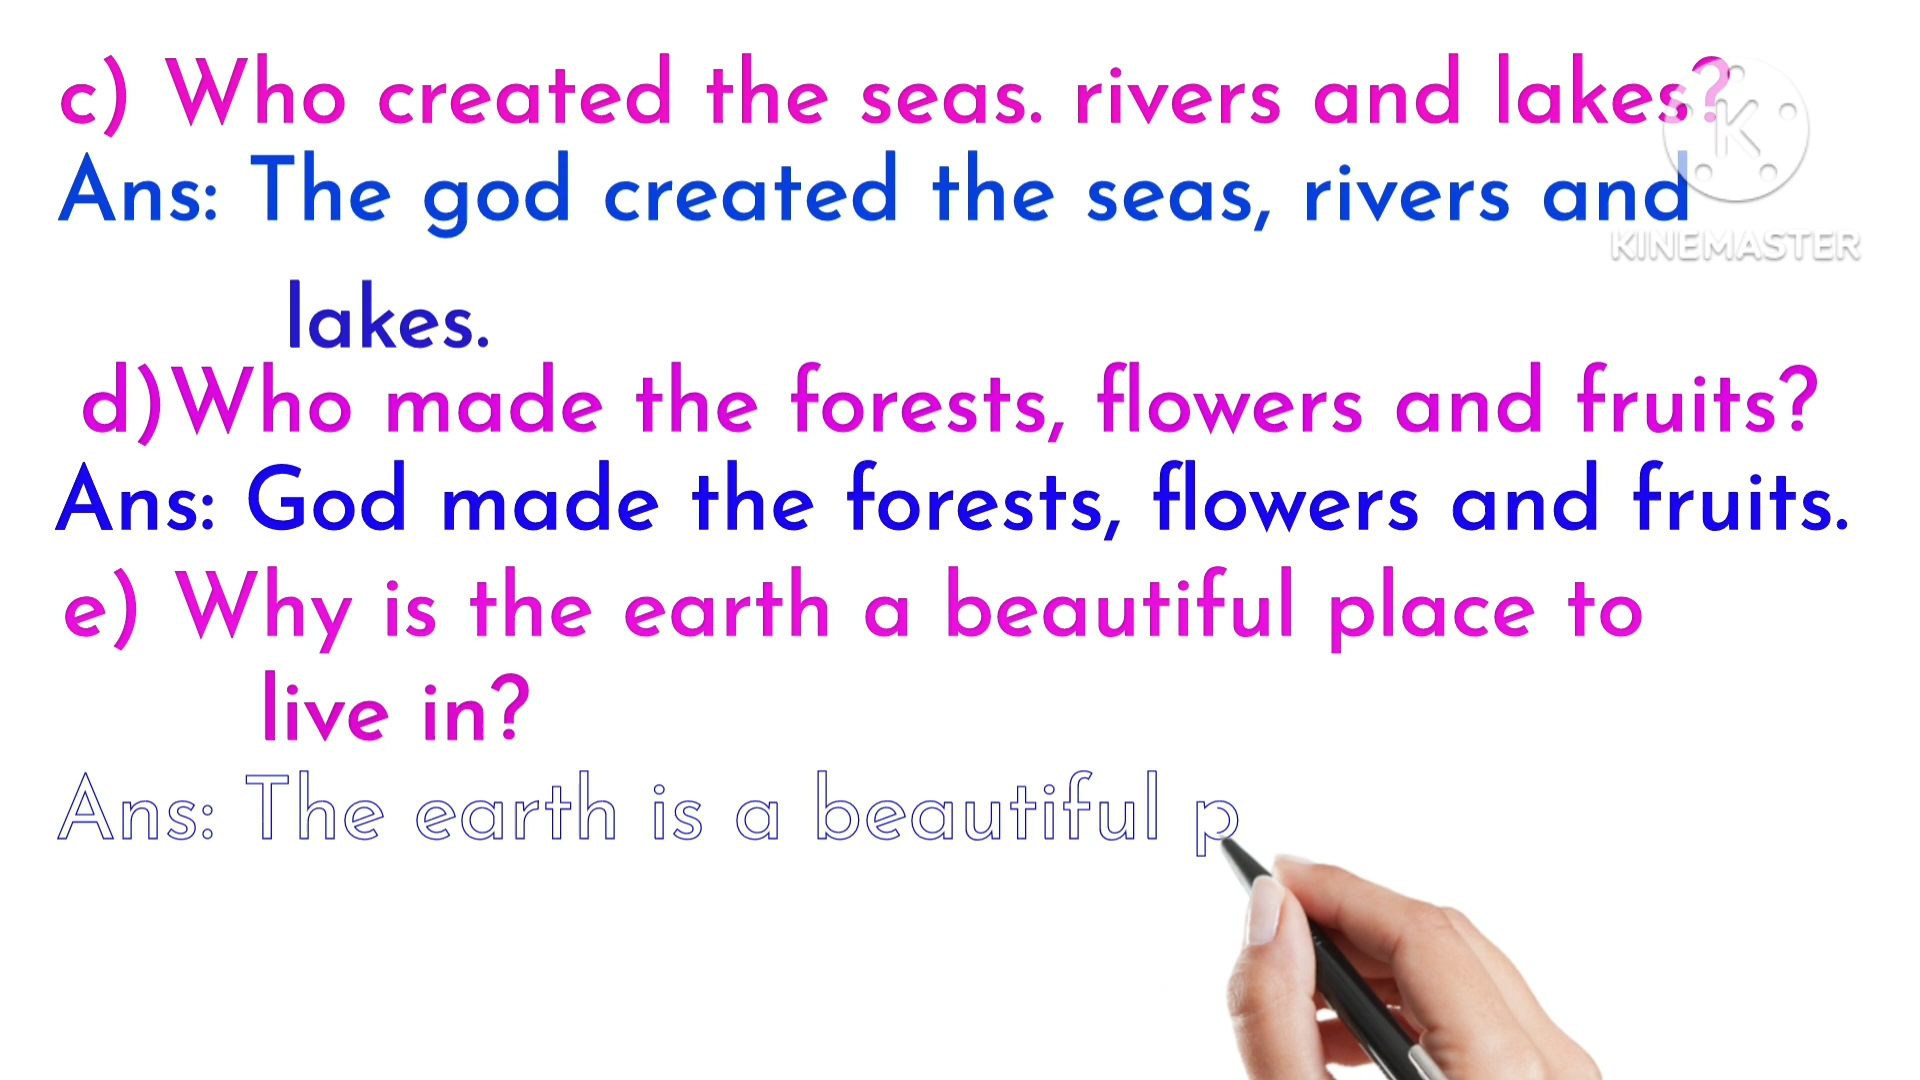 c) Who created the seas. rivers and lakes?
Ans: The god created the seas, rivers and
lakes.
d)Who made the forests, flowers and fruits?
Ans: God made the forests, flowers and fruits.
e) Why is the earth a beautiful place to
live in?
Ans: The earth is a beautiful p
K
KINEMASTER